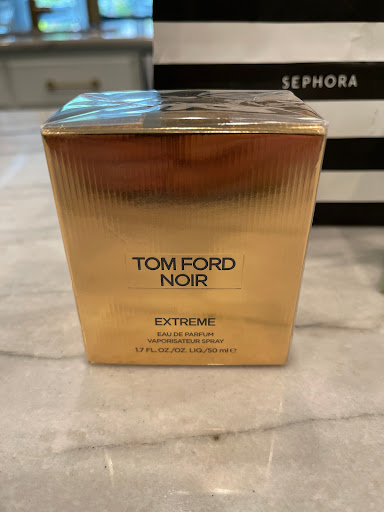 SEPHORA
TOM FORD
NOIR
EXTREME
EAU DE PARFUM
VAPORISATEUR SPRAY
1.7 FL. OZ./OZ. LIQ./50 ml ℮